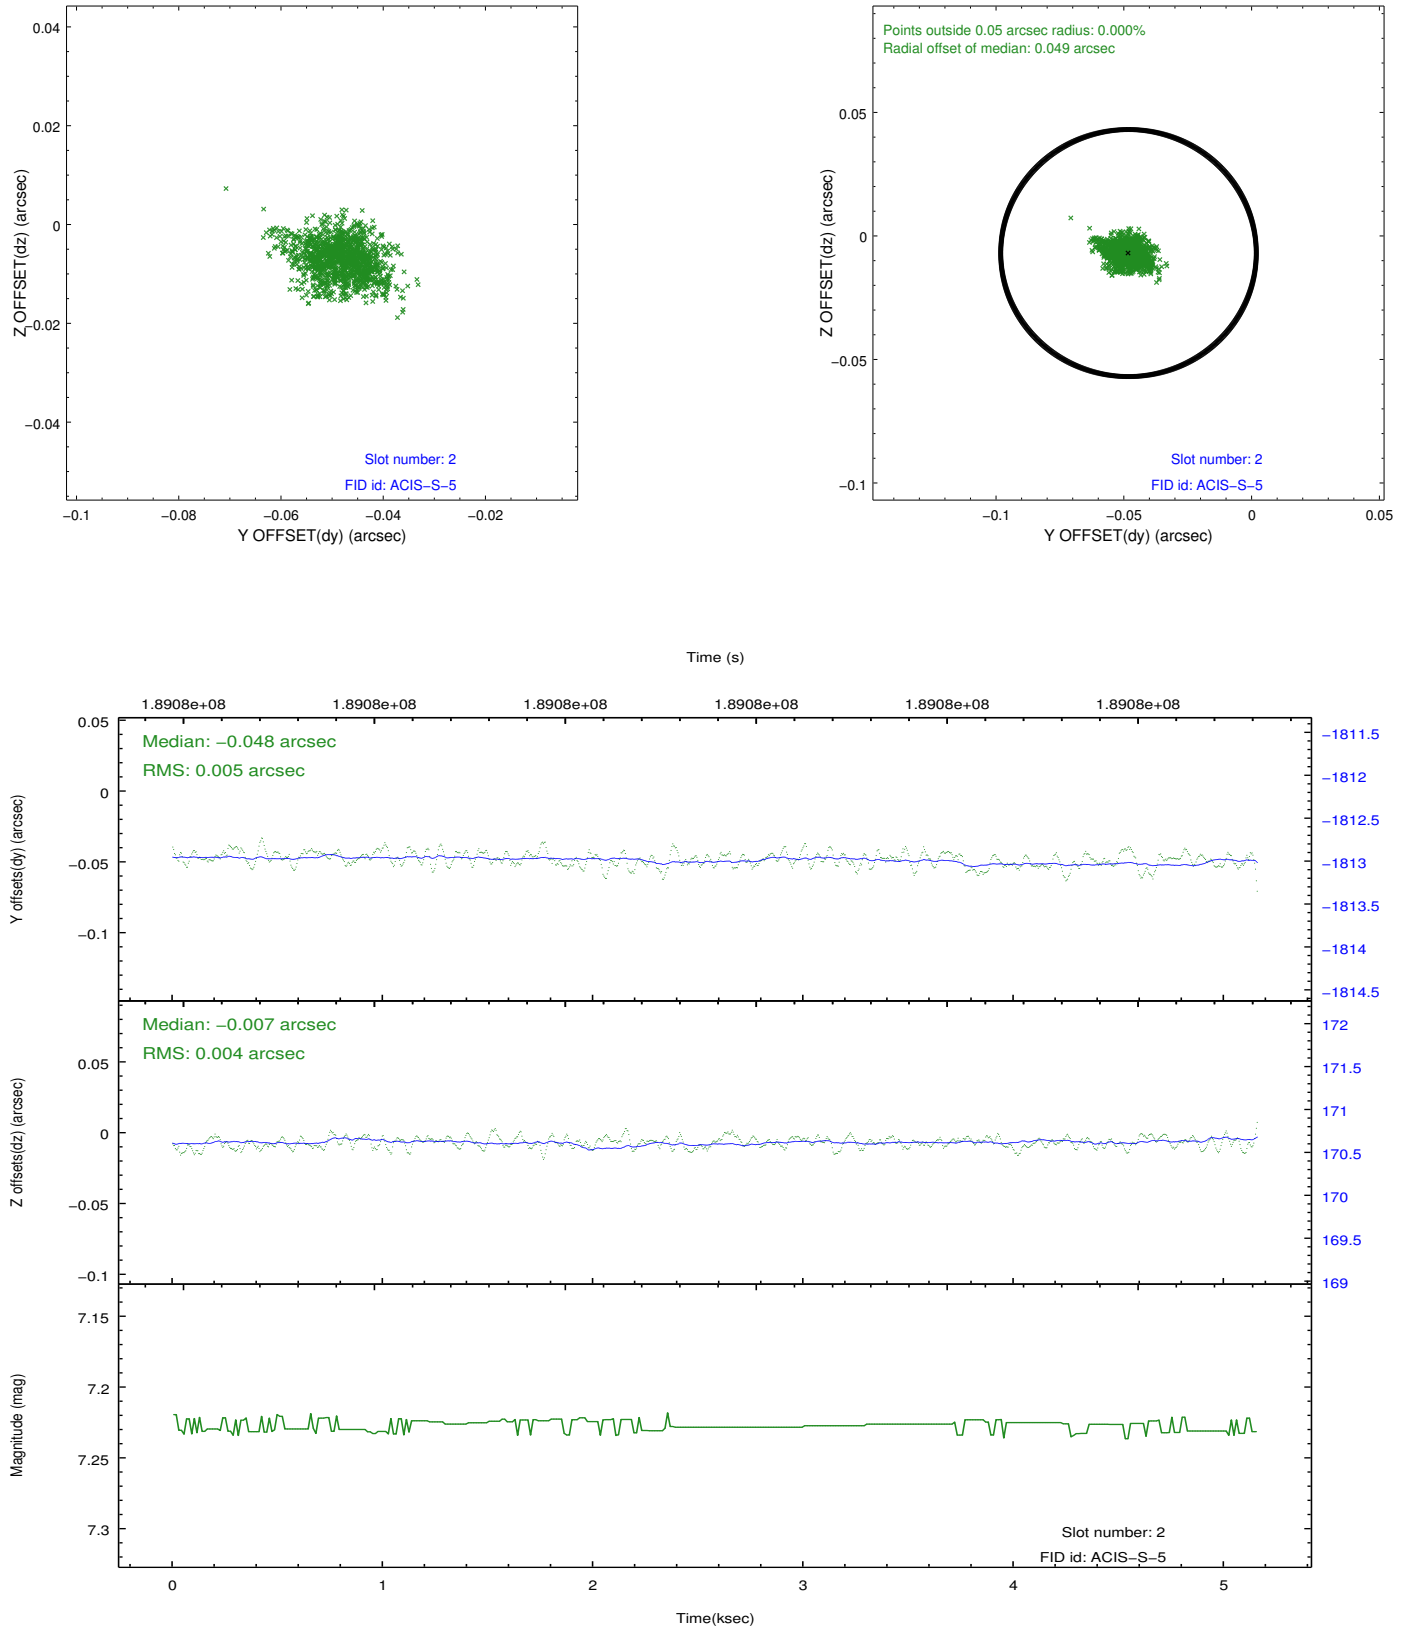 0.04
0.02
0
−0.02
−0.04
Z OFFSET(dz) (arcsec)
Slot number: 2
FID id: ACIS−S−5
−0.1
−0.08
−0.06
−0.04
−0.02
Y OFFSET(dy) (arcsec)
Points outside 0.05 arcsec radius: 0.000%
Radial offset of median: 0.049 arcsec
0.05
0
−0.05
−0.1
Z OFFSET(dz) (arcsec)
Slot number: 2
FID id: ACIS−S−5
−0.1
−0.05
0
0.05
Y OFFSET(dy) (arcsec)
Time (s)
1.8908e+08
1.8908e+08
1.8908e+08
1.8908e+08
1.8908e+08
1.8908e+08
Median: −0.048 arcsec
RMS: 0.005 arcsec
0.05
0
−0.05
−0.1
Y offsets(dy) (arcsec)
−1811.5
−1812
−1812.5
−1813
−1813.5
−1814
−1814.5
Median: −0.007 arcsec
RMS: 0.004 arcsec
0.05
0
−0.05
−0.1
Z offsets(dz) (arcsec)
172
171.5
171
170.5
170
169.5
169
7.15
7.2
7.25
7.3
Magnitude (mag)
Slot number: 2
FID id: ACIS−S−5
0
1
2
3
4
5
Time(ksec)